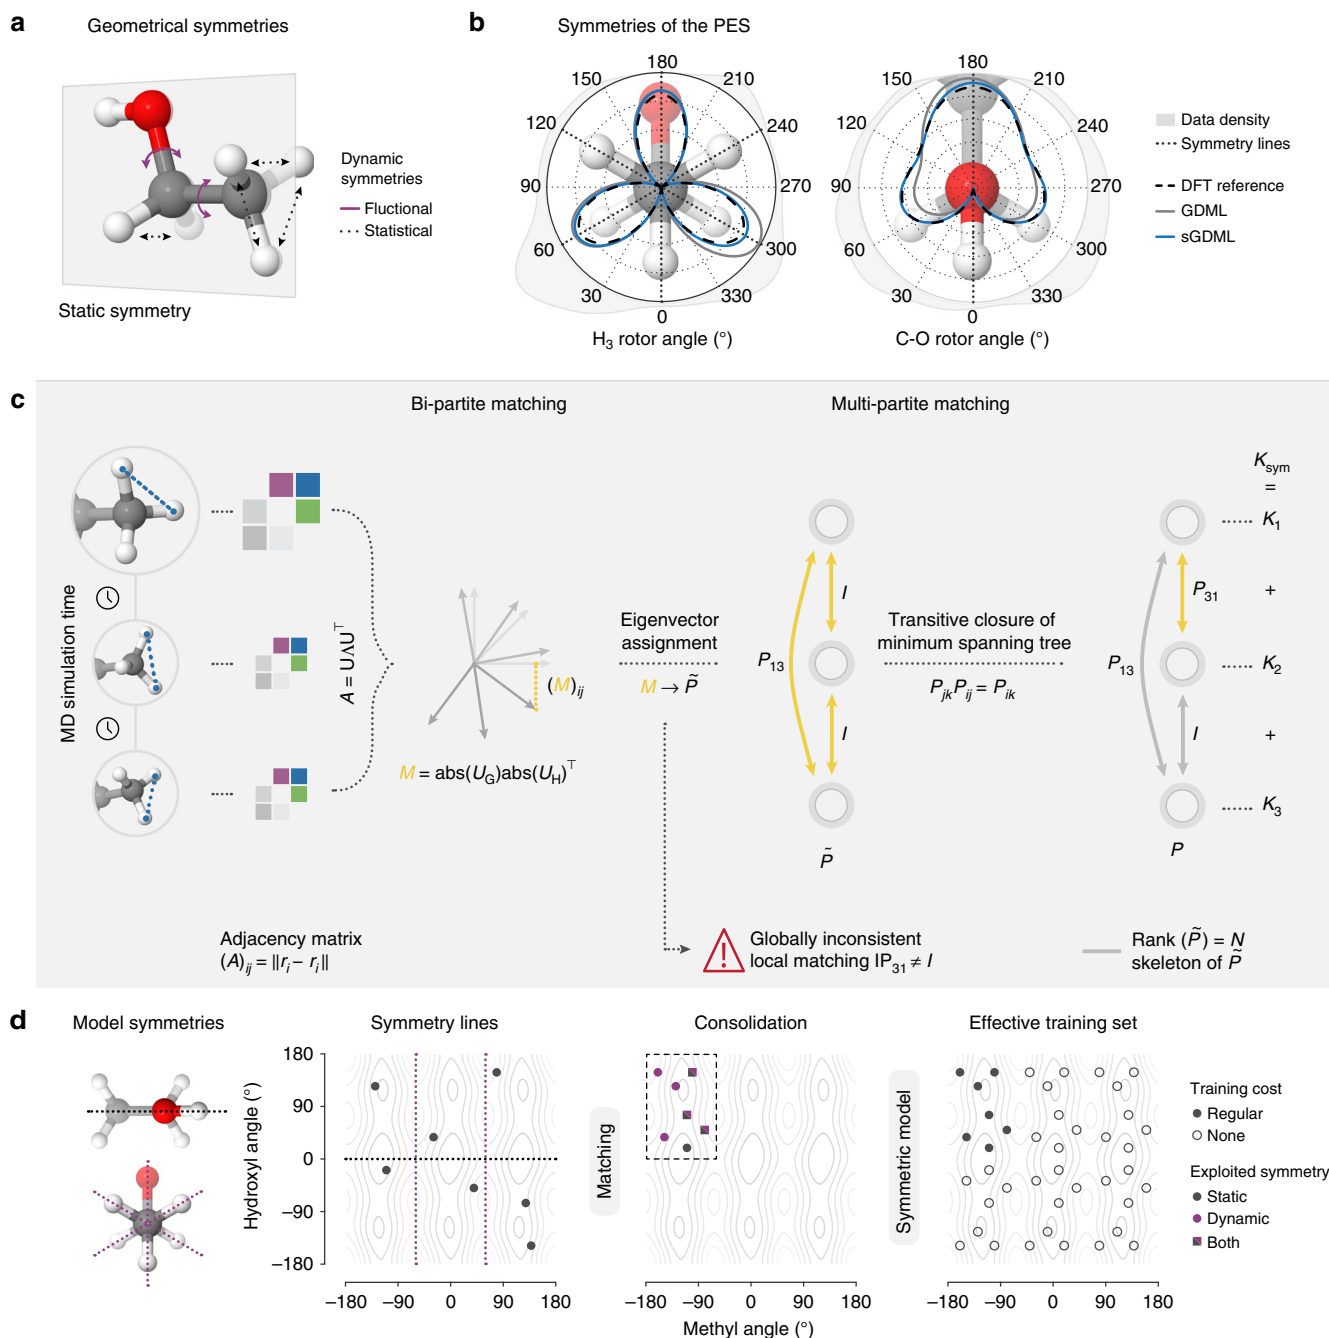 a
Geometrical symmetries
Dynamic
symmetries
Fluctional
Statistical
Static symmetry
b
Symmetries of the PES
180
150
210
120
240
90
270
60
300
30
330
0
H3 rotor angle (°)
180
150
210
120
240
90
270
60
300
30
330
0
C-O rotor angle (°)
Data density
Symmetry lines
DFT reference
GDML
sGDML
c
Bi-partite matching
Multi-partite matching
MD simulation time
A = UΛU⊤
(M)ij
M = abs(UG)abs(UH)⊤
Adjacency matrix
(A)ij = ||ri – ri||
Eigenvector
assignment
M → P̃
Globally inconsistent
local matching IP31 ≠ I
P13
I
I
P̃
Transitive closure of
minimum spanning tree
PjkPij = Pik
P13
P31
I
P
Ksym
=
K1
+
K2
+
K3
Rank (P̃) = N
skeleton of P̃
d
Model symmetries
Symmetry lines
Consolidation
Effective training set
Hydroxyl angle (°)
180
90
0
–90
–180
–180 –90 0 90 180
Matching
–180 –90 0 90 180
Symmetric model
–180 –90 0 90 180
Methyl angle (°)
Training cost
Regular
None
Exploited symmetry
Static
Dynamic
Both